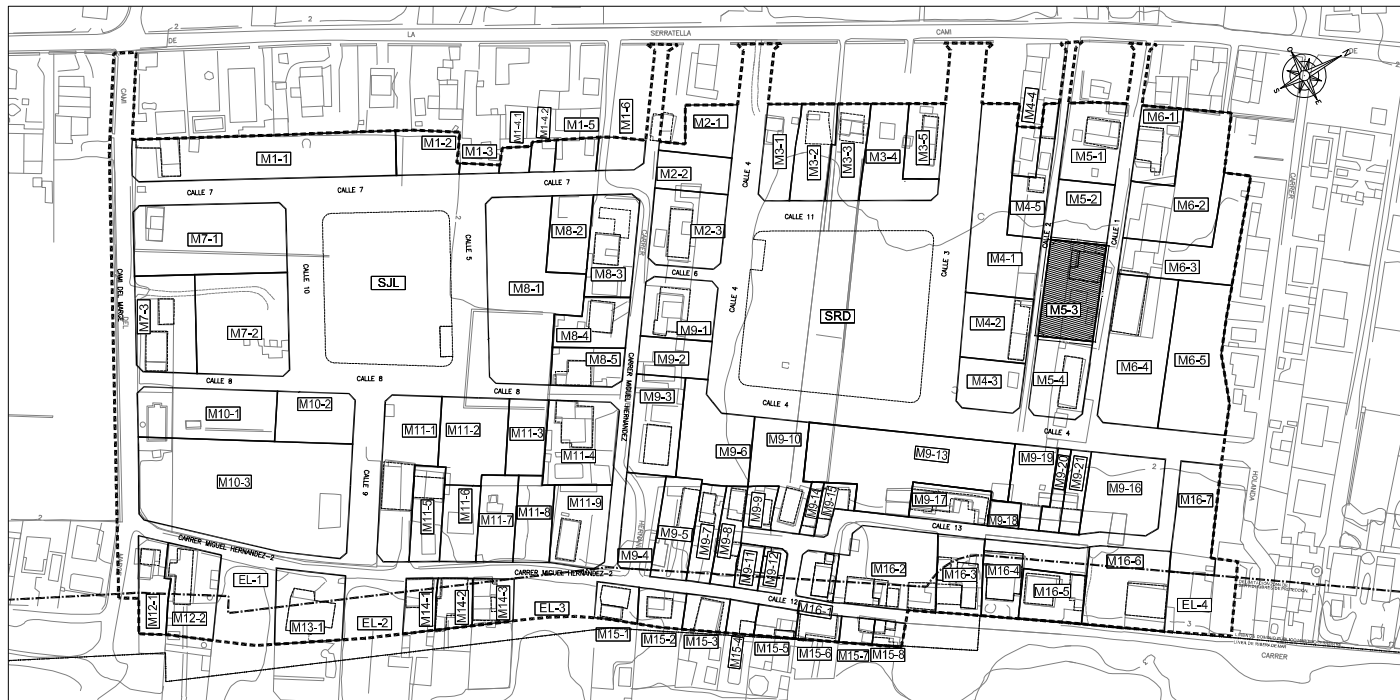 DE
LA
SERRATELLA
CAMI
DE
2
2
2
CAMI
M1-1
M1-2
M1-3
M1-4.1
M1-4.2
M1-5
M1-6
M2-1
M2-2
M2-3
M3-1
M3-2
M3-3
M3-4
M3-5
M4-4
M4-5
M5-1
M5-2
M6-1
M6-2
M6-3
CALLE 7
CALLE 7
CALLE 7
CALLE 4
CALLE 11
CALLE 2
CALLE 1
CARRER
M7-1
M7-2
M7-3
CAMI DEL MARGE
DEL
CALLE 10
SJL
CALLE 5
M8-1
M8-2
M8-3
M8-4
M8-5
CARRER
CALLE 6
CALLE 4
M9-1
M9-2
M9-3
SRD
CALLE 3
M4-1
M4-2
M4-3
M5-3
M5-4
M6-4
M6-5
CALLE 8
CALLE 8
CALLE 8
CARRER MIGUEL HERNANDEZ
CALLE 4
CALLE 4
M10-1
M10-2
M10-3
CALLE 9
M11-1
M11-2
M11-3
M11-4
M11-5
M11-6
M11-7
M11-8
M11-9
M9-4
M9-5
M9-6
M9-7
M9-8
M9-9
M9-10
M9-11
M9-12
M9-13
M9-14
M9-15
M9-16
M9-17
M9-18
M9-19
M9-20
M9-21
M16-7
HOLANDA
CALLE 13
CARRER MIGUEL HERNANDEZ-2
CARRER MIGUEL HERNANDEZ-2
CALLE 12
M12-1
M12-2
EL-1
M13-1
EL-2
M14-1
M14-2
M14-3
EL-3
M15-1
M15-2
M15-3
M15-4
M15-5
M15-6
M15-7
M15-8
M16-1
M16-2
M16-3
M16-4
M16-5
M16-6
EL-4
3
LINEA DE RIBERA DE MAR
CARRER